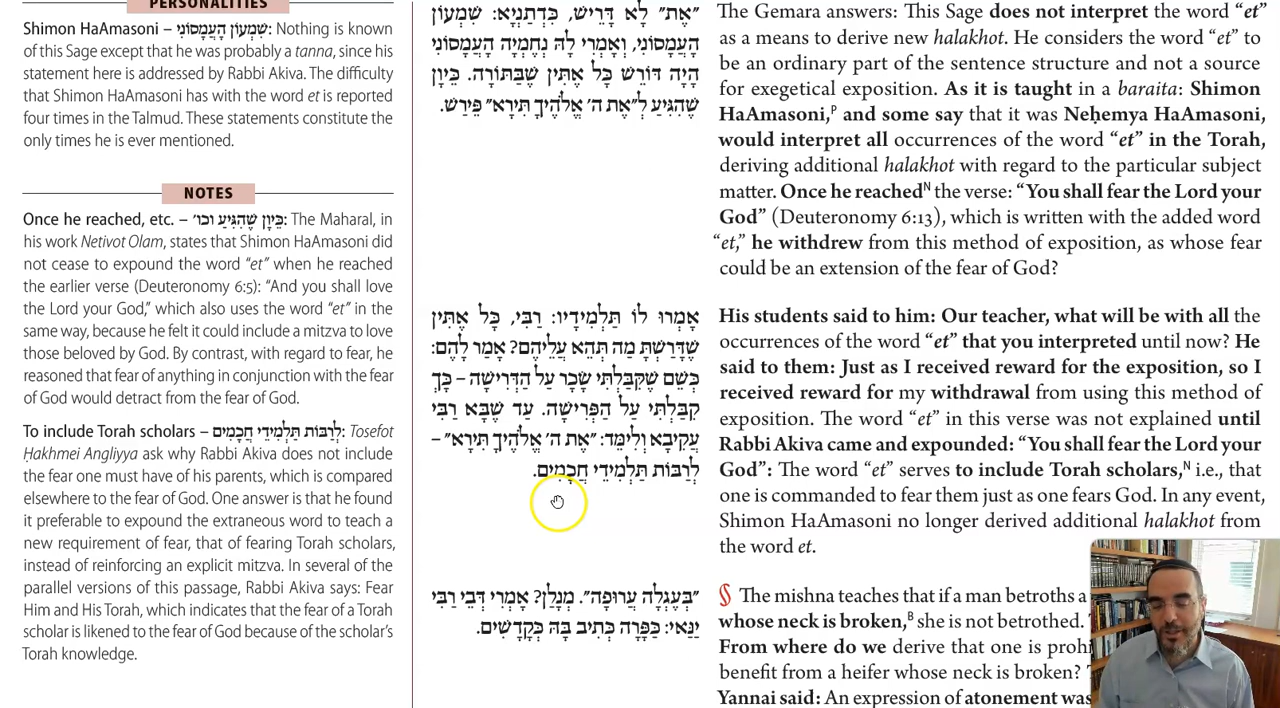 PERSONALITIES
Shimon HaAmasoni – שִׁמְעוֹן הָעַמְסוֹנִי: Nothing is known
of this Sage except that he was probably a tanna, since his
statement here is addressed by Rabbi Akiva. The difficulty
that Shimon HaAmasoni has with the word et is reported
four times in the Talmud. These statements constitute the
only times he is ever mentioned.
NOTES
Once he reached, etc. – כֵּיוָן שֶׁהִגִּיעַ וכו׳: The Maharal, in
his work Netivot Olam, states that Shimon HaAmasoni did
not cease to expound the word “et” when he reached
the earlier verse (Deuteronomy 6:5): “And you shall love
the Lord your God,” which also uses the word “et” in the
same way, because he felt it could include a mitzva to love
those beloved by God. By contrast, with regard to fear, he
reasoned that fear of anything in conjunction with the fear
of God would detract from the fear of God.
To include Torah scholars – לְרַבּוֹת תַּלְמִידֵי חֲכָמִים: Tosefot
Ḥakhmei Angliyya ask why Rabbi Akiva does not include
the fear one must have of his parents, which is compared
elsewhere to the fear of God. One answer is that he found
it preferable to expound the extraneous word to teach a
new requirement of fear, that of fearing Torah scholars,
instead of reinforcing an explicit mitzva. In several of the
parallel versions of this passage, Rabbi Akiva says: Fear
Him and His Torah, which indicates that the fear of a Torah
scholar is likened to the fear of God because of the scholar’s
Torah knowledge.
״אֶת״ לָא דָּרֵישׁ, כִּדְתַנְיָא: שִׁמְעוֹן
הָעַמְסוֹנִי, וְאָמְרִי לַהּ נְחֶמְיָה הָעַמְסוֹנִי
הָיָה דּוֹרֵשׁ כׇּל אֶתִּין שֶׁבַּתּוֹרָה. כֵּיוָן
שֶׁהִגִּיעַ לְ״אֶת ה׳ אֱלֹהֶיךָ תִּירָא״ פֵּירַשׁ.
אָמְרוּ לוֹ תַּלְמִידָיו: רַבִּי, כׇּל אֶתִּין
שֶׁדָּרַשְׁתָּ מַה תְּהֵא עֲלֵיהֶם? אָמַר לָהֶם:
כְּשֵׁם שֶׁקִּבַּלְתִּי שָׂכָר עַל הַדְּרִישָׁה – כָּךְ
קִבַּלְתִּי עַל הַפְּרִישָׁה. עַד שֶׁבָּא רַבִּי
עֲקִיבָא וְלִימֵּד: ״אֶת ה׳ אֱלֹהֶיךָ תִּירָא״ –
לְרַבּוֹת תַּלְמִידֵי חֲכָמִים.
״בְּעֶגְלָה עֲרוּפָה״. מְנָלַן? אָמְרִי דְּבֵי רַבִּי
יַנַּאי: כַּפָּרָה כְּתִיב בָּהּ כְּקָדָשִׁים.
The Gemara answers: This Sage does not interpret the word “et”
as a means to derive new halakhot. He considers the word “et” to
be an ordinary part of the sentence structure and not a source
for exegetical exposition. As it is taught in a baraita: Shimon
HaAmasoni,P and some say that it was Neḥemya HaAmasoni,
would interpret all occurrences of the word “et” in the Torah,
deriving additional halakhot with regard to the particular subject
matter. Once he reachedN the verse: “You shall fear the Lord your
God” (Deuteronomy 6:13), which is written with the added word
“et,” he withdrew from this method of exposition, as whose fear
could be an extension of the fear of God?
His students said to him: Our teacher, what will be with all the
occurrences of the word “et” that you interpreted until now? He
said to them: Just as I received reward for the exposition, so I
received reward for my withdrawal from using this method of
exposition. The word “et” in this verse was not explained until
Rabbi Akiva came and expounded: “You shall fear the Lord your
God”: The word “et” serves to include Torah scholars,N i.e., that
one is commanded to fear them just as one fears God. In any event,
Shimon HaAmasoni no longer derived additional halakhot from
the word et.
§ The mishna teaches that if a man betroths a
whose neck is broken,B she is not betrothed.
From where do we derive that one is
benefit from a heifer whose neck is broken?
Yannai said: An expression of atonement was